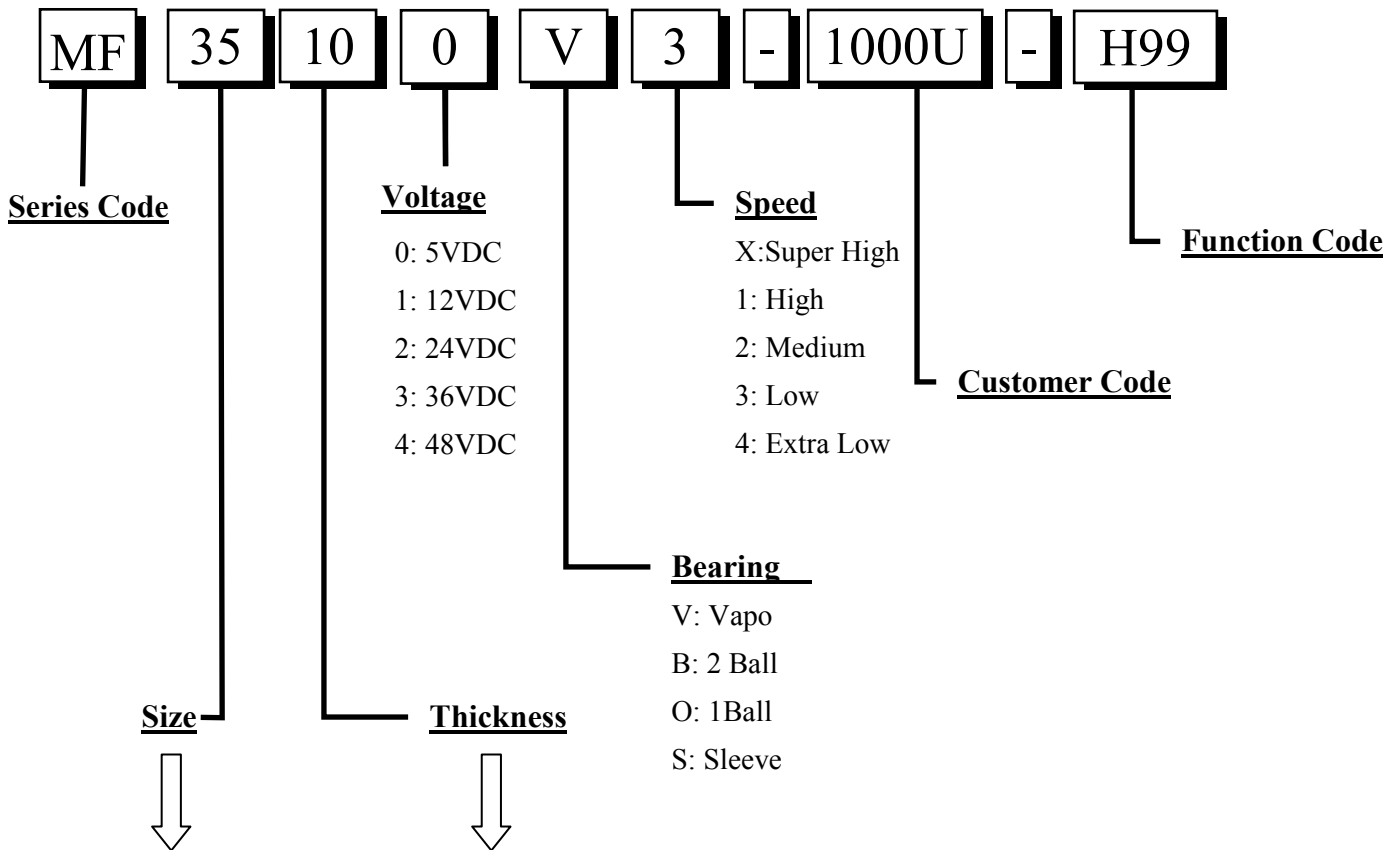 MF 35 10 0 V 3 - 1000U - H99
Series Code
Voltage
0: 5VDC
1: 12VDC
2: 24VDC
3: 36VDC
4: 48VDC
Speed
X:Super High
1: High
2: Medium
3: Low
4: Extra Low
Function Code
Customer Code
Bearing
V: Vapo
B: 2 Ball
O: 1Ball
S: Sleeve
Size
Thickness